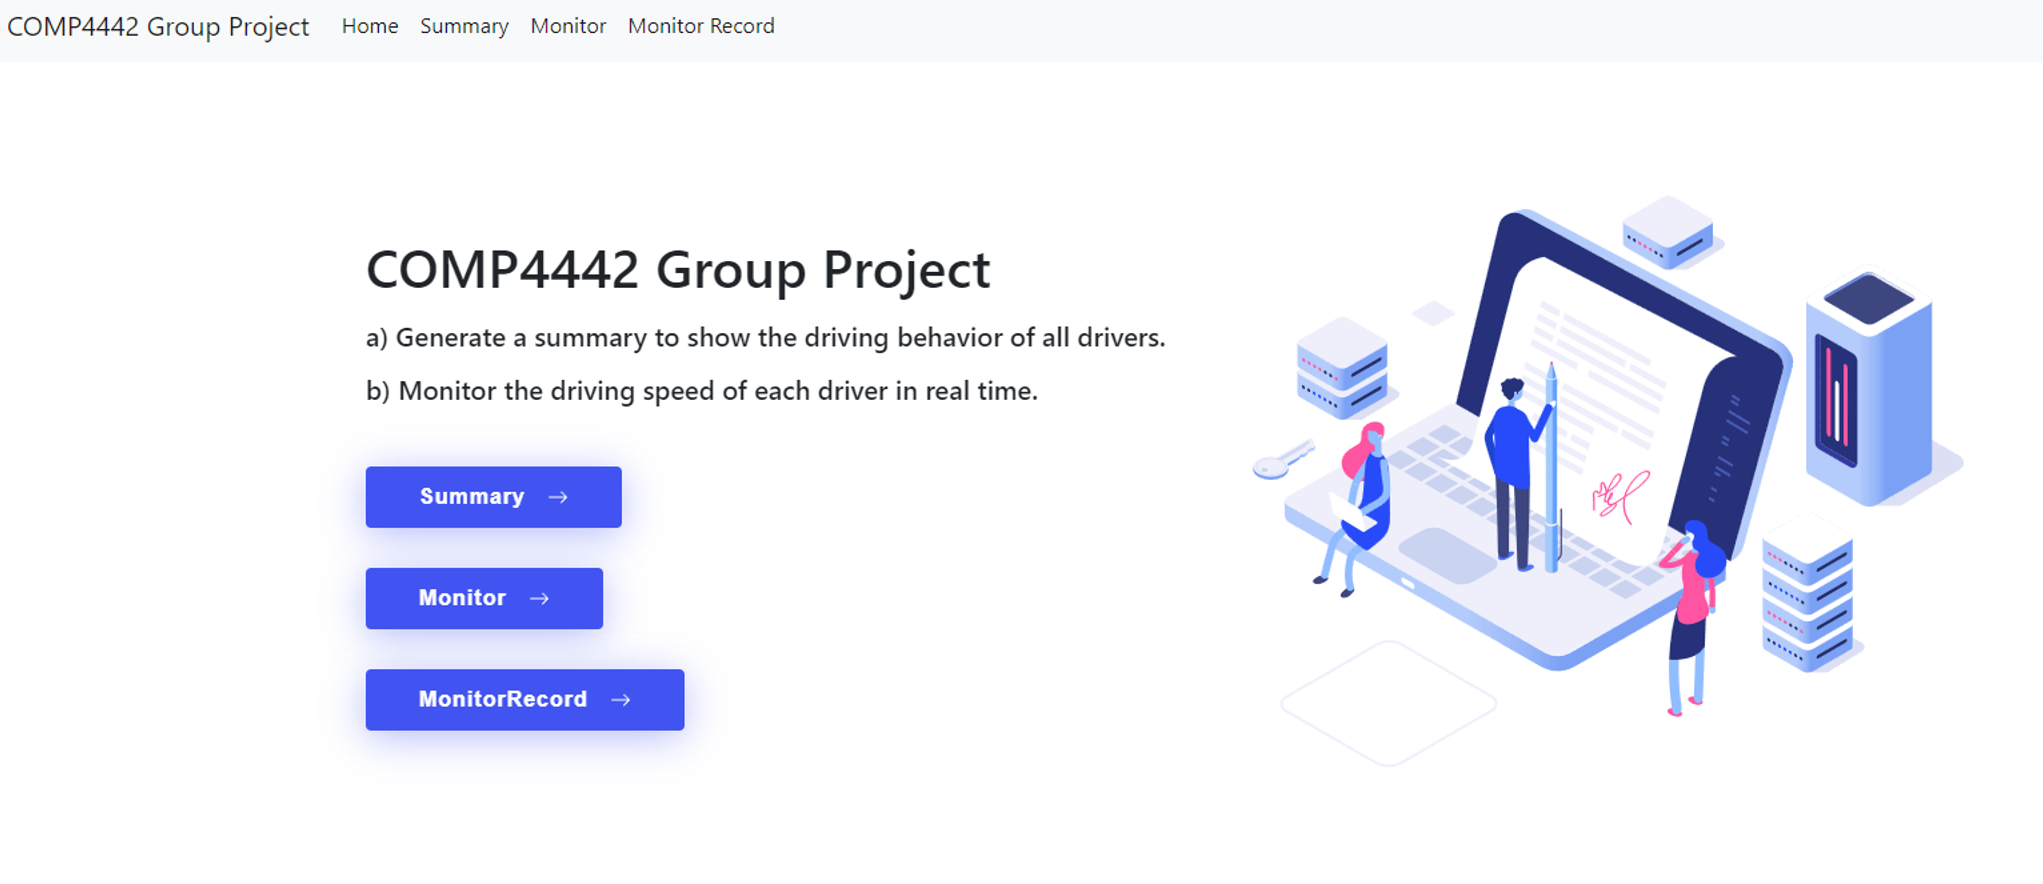 COMP4442 Group Project Home Summary Monitor Monitor Record
COMP4442 Group Project
a) Generate a summary to show the driving behavior of all drivers.
b) Monitor the driving speed of each driver in real time.
Summary →
Monitor →
MonitorRecord →